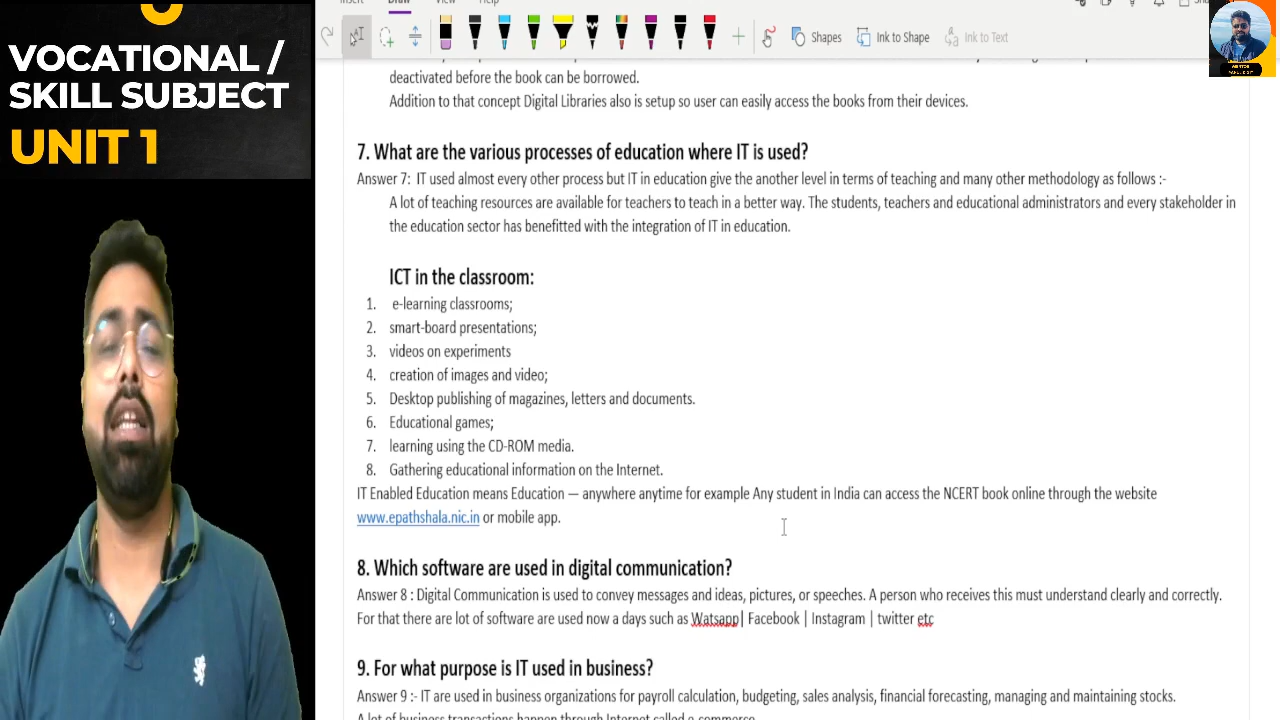 VOCATIONAL /
SKILL SUBJECT
UNIT 1
Insert Draw View Help
Shapes Ink to Shape Ink to Text
deactivated before the book can be borrowed.
Addition to that concept Digital Libraries also is setup so user can easily access the books from their devices.
7. What are the various processes of education where IT is used?
Answer 7: IT used almost every other process but IT in education give the another level in terms of teaching and many other methodology as follows :-
A lot of teaching resources are available for teachers to teach in a better way. The students, teachers and educational administrators and every stakeholder in
the education sector has benefitted with the integration of IT in education.
ICT in the classroom:
1. e-learning classrooms;
2. smart-board presentations;
3. videos on experiments
4. creation of images and video;
5. Desktop publishing of magazines, letters and documents.
6. Educational games;
7. learning using the CD-ROM media.
8. Gathering educational information on the Internet.
IT Enabled Education means Education — anywhere anytime for example Any student in India can access the NCERT book online through the website
www.epathshala.nic.in or mobile app.
8. Which software are used in digital communication?
Answer 8 : Digital Communication is used to convey messages and ideas, pictures, or speeches. A person who receives this must understand clearly and correctly.
For that there are lot of software are used now a days such as Watsapp| Facebook | Instagram | twitter etc
9. For what purpose is IT used in business?
Answer 9 :- IT are used in business organizations for payroll calculation, budgeting, sales analysis, financial forecasting, managing and maintaining stocks.
A lot of business transactions happen through Internet called e-commerce.